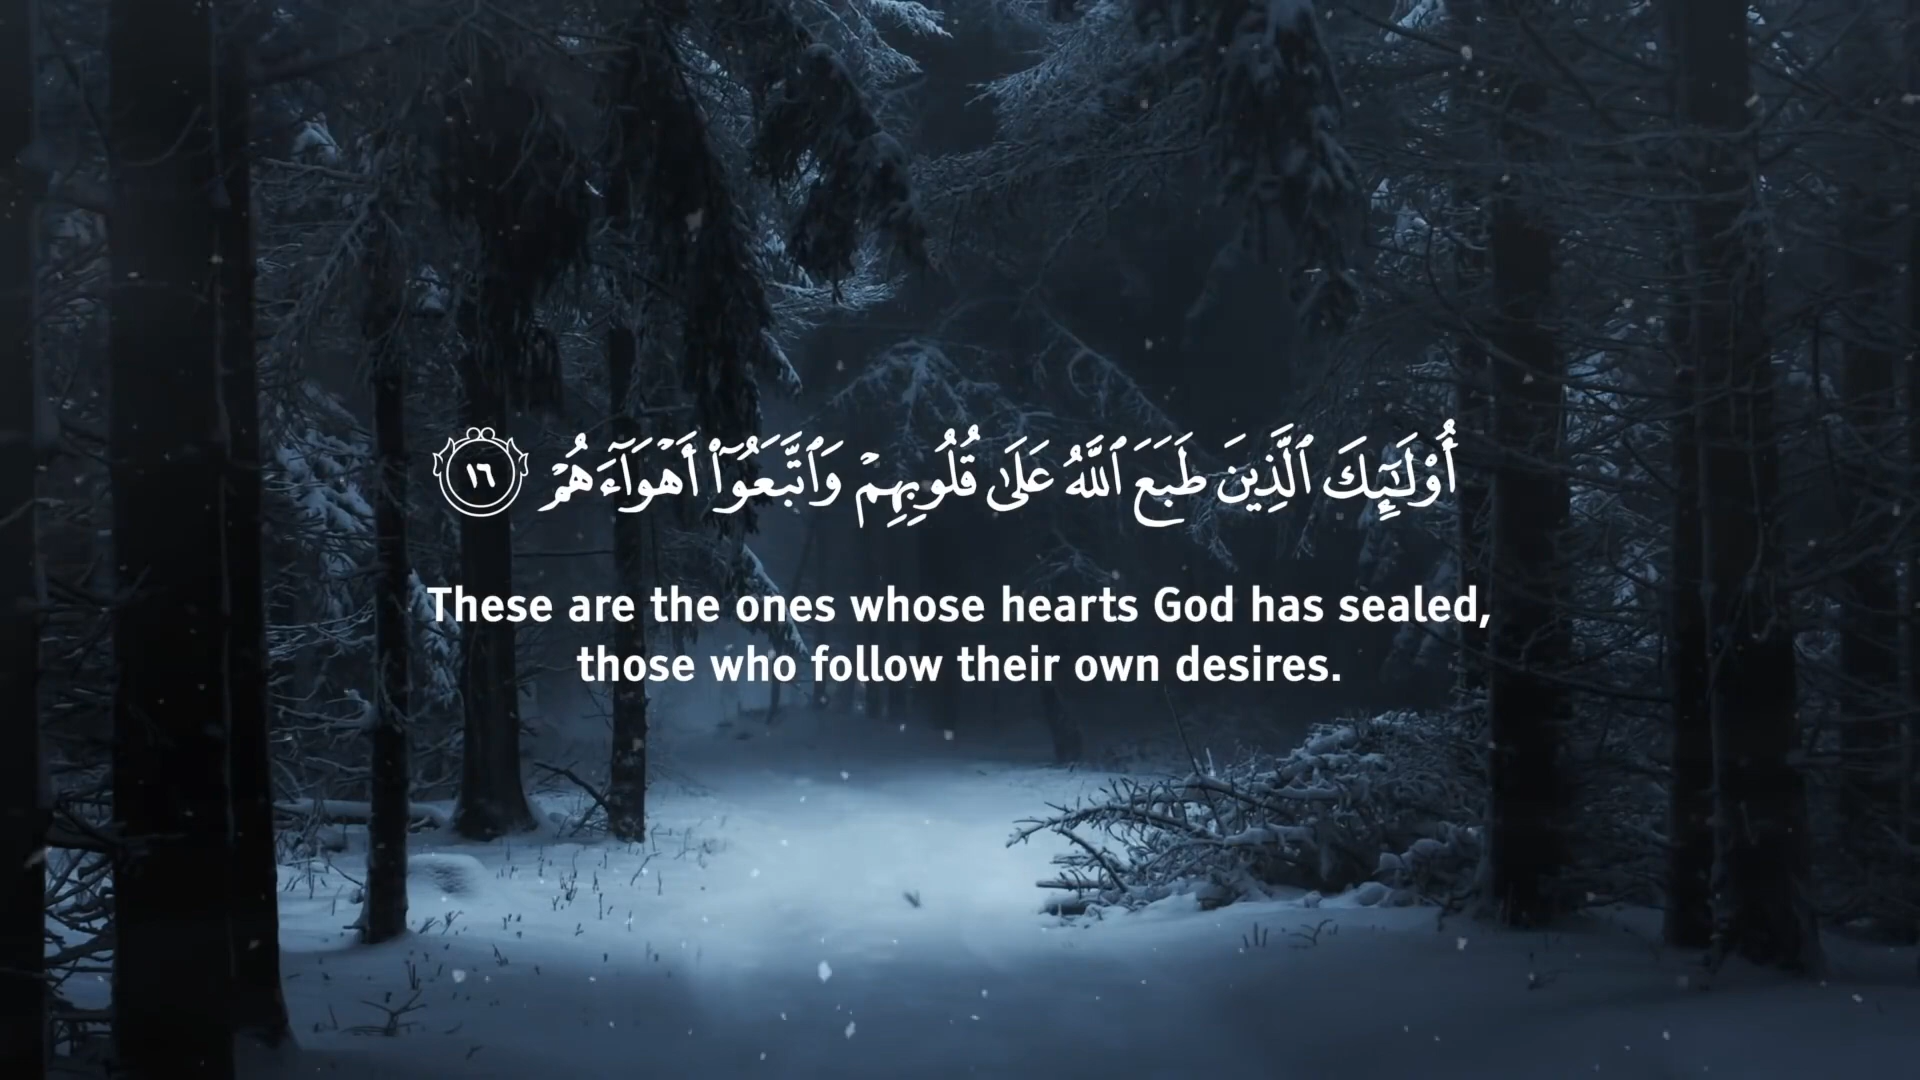 أُو۟لَـٰٓئِكَ ٱلَّذِينَ طَبَعَ ٱللَّهُ عَلَىٰ قُلُوبِهِمْ وَٱتَّبَعُوٓا۟ أَهْوَآءَهُمْ ١٦
These are the ones whose hearts God has sealed,
those who follow their own desires.